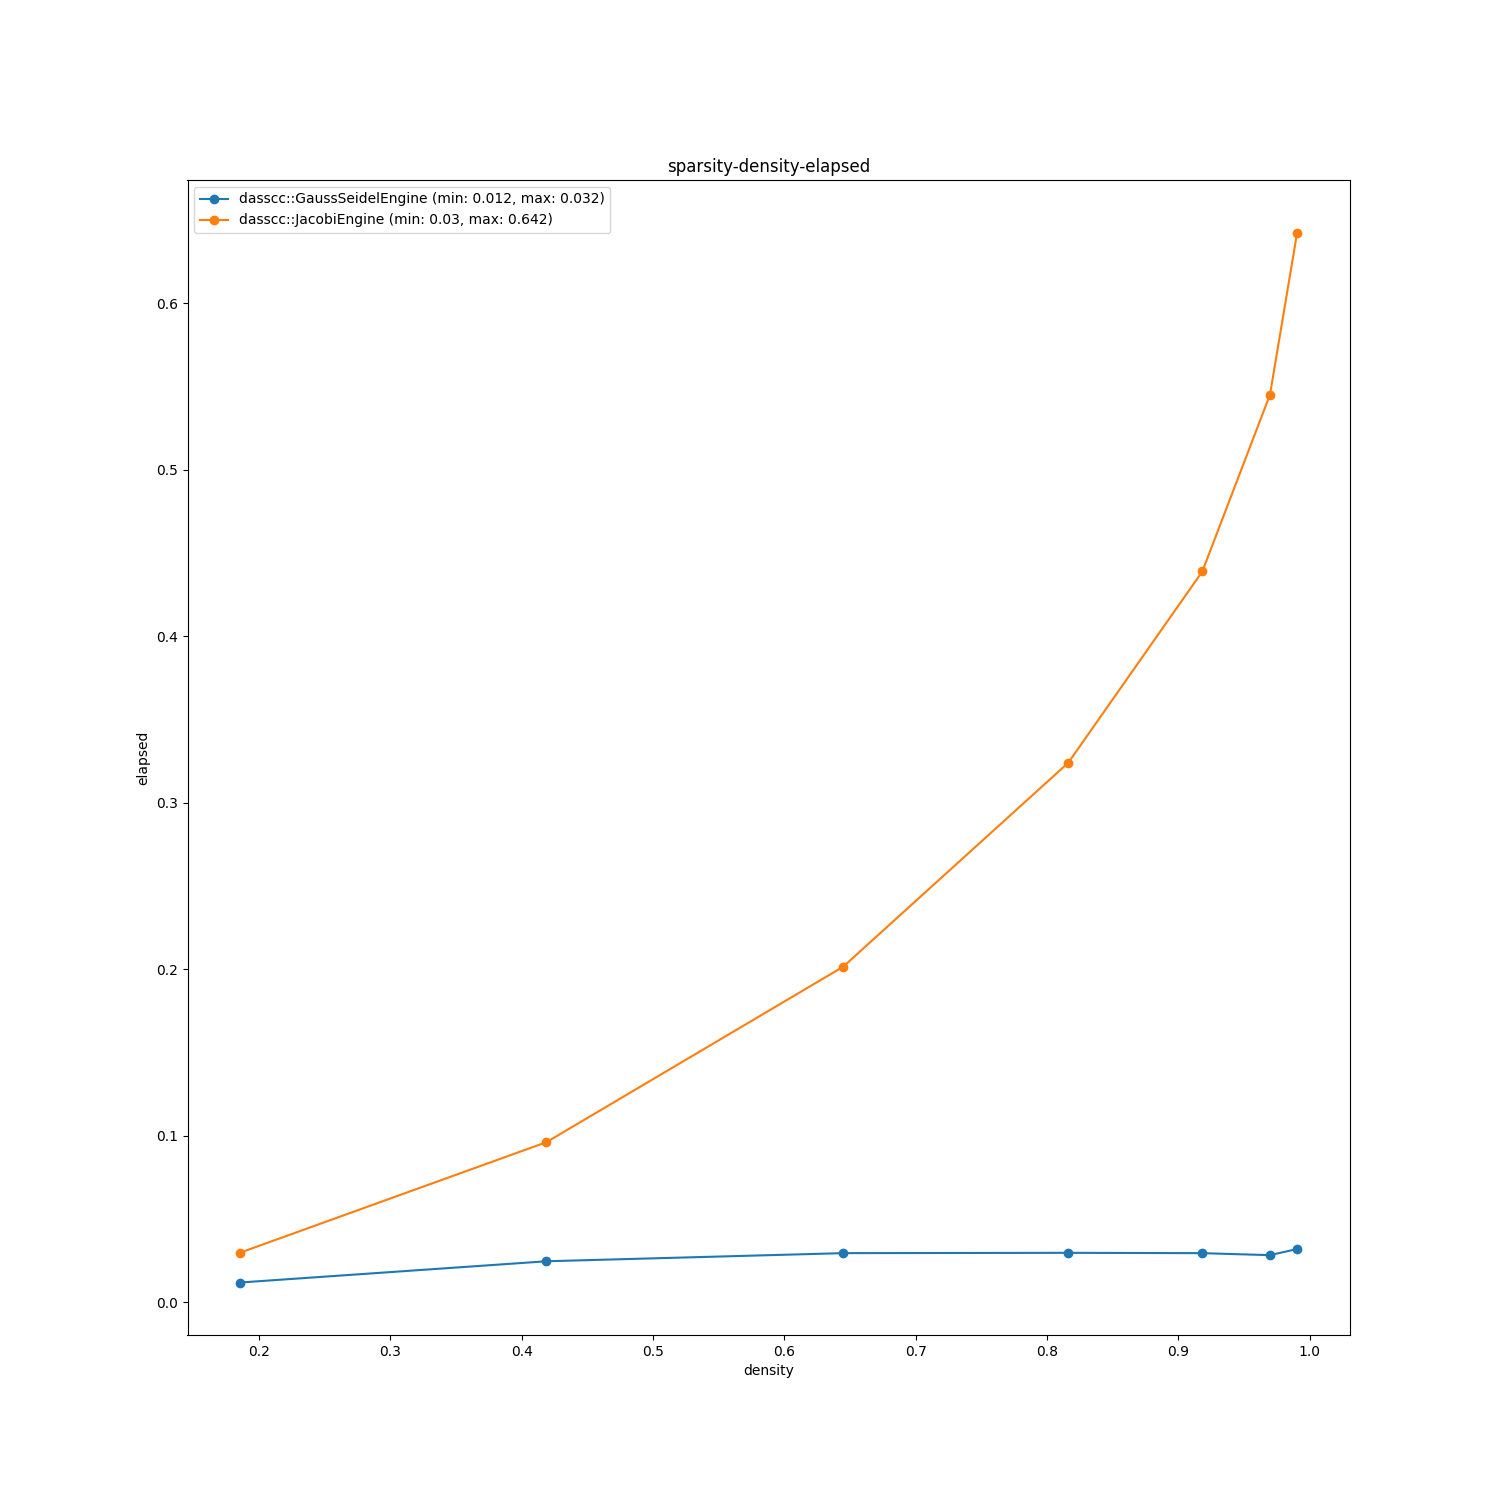 sparsity-density-elapsed
dasscc::GaussSeidelEngine (min: 0.012, max: 0.032)
dasscc::JacobiEngine (min: 0.03, max: 0.642)
0.6
0.5
0.4
0.3
0.2
0.1
0.0
elapsed
0.2 0.3 0.4 0.5 0.6 0.7 0.8 0.9 1.0
density